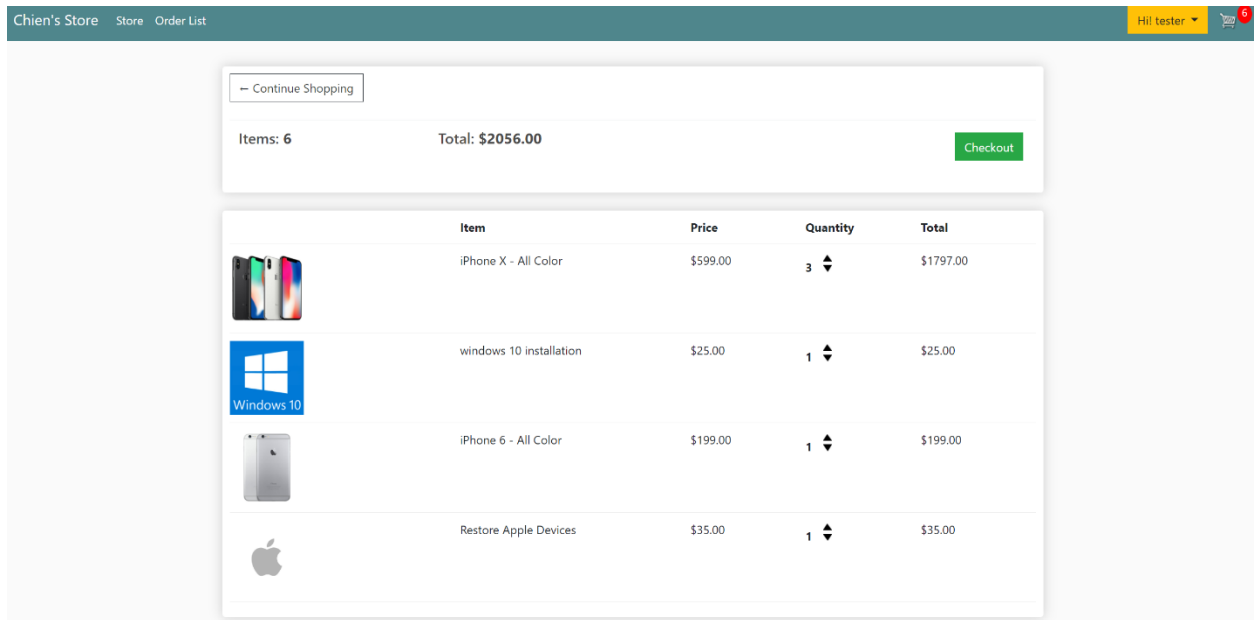 Chien's Store Store Order List Hi! tester 6
← Continue Shopping
Items: 6 Total: $2056.00 Checkout
Item Price Quantity Total
iPhone X - All Color $599.00 3 $1797.00
windows 10 installation $25.00 1 $25.00
Windows 10
iPhone 6 - All Color $199.00 1 $199.00
Restore Apple Devices $35.00 1 $35.00